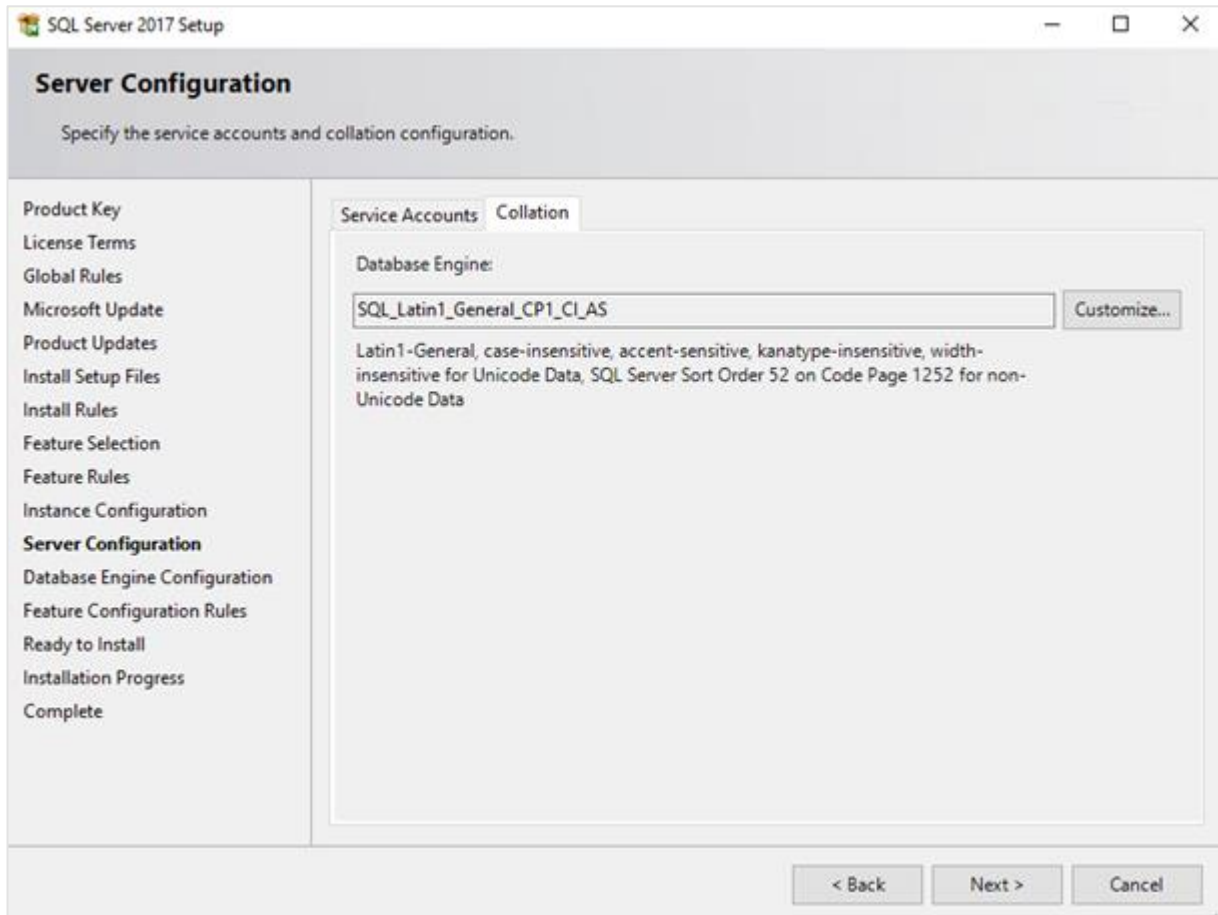 SQL Server 2017 Setup
Server Configuration
Specify the service accounts and collation configuration.
Product Key
License Terms
Global Rules
Microsoft Update
Product Updates
Install Setup Files
Install Rules
Feature Selection
Feature Rules
Instance Configuration
Server Configuration
Database Engine Configuration
Feature Configuration Rules
Ready to Install
Installation Progress
Complete
Service Accounts Collation
Database Engine:
SQL_Latin1_General_CP1_CI_AS Customize...
Latin1-General, case-insensitive, accent-sensitive, kanatype-insensitive, width-
insensitive for Unicode Data, SQL Server Sort Order 52 on Code Page 1252 for non-
Unicode Data
< Back Next > Cancel